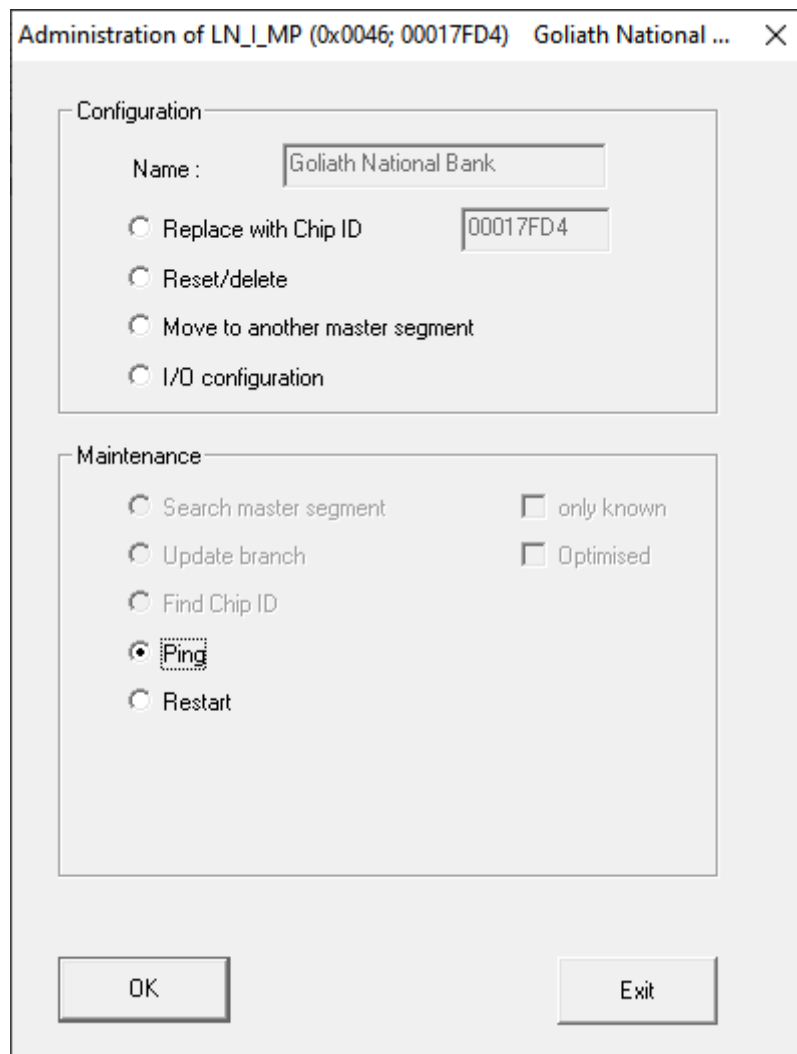 Administration of LN_I_MP (0x0046; 00017FD4) Goliath National ...
Configuration
Name : Goliath National Bank
Replace with Chip ID 00017FD4
Reset/delete
Move to another master segment
I/O configuration
Maintenance
Search master segment only known
Update branch Optimised
Find Chip ID
Ping
Restart
OK Exit